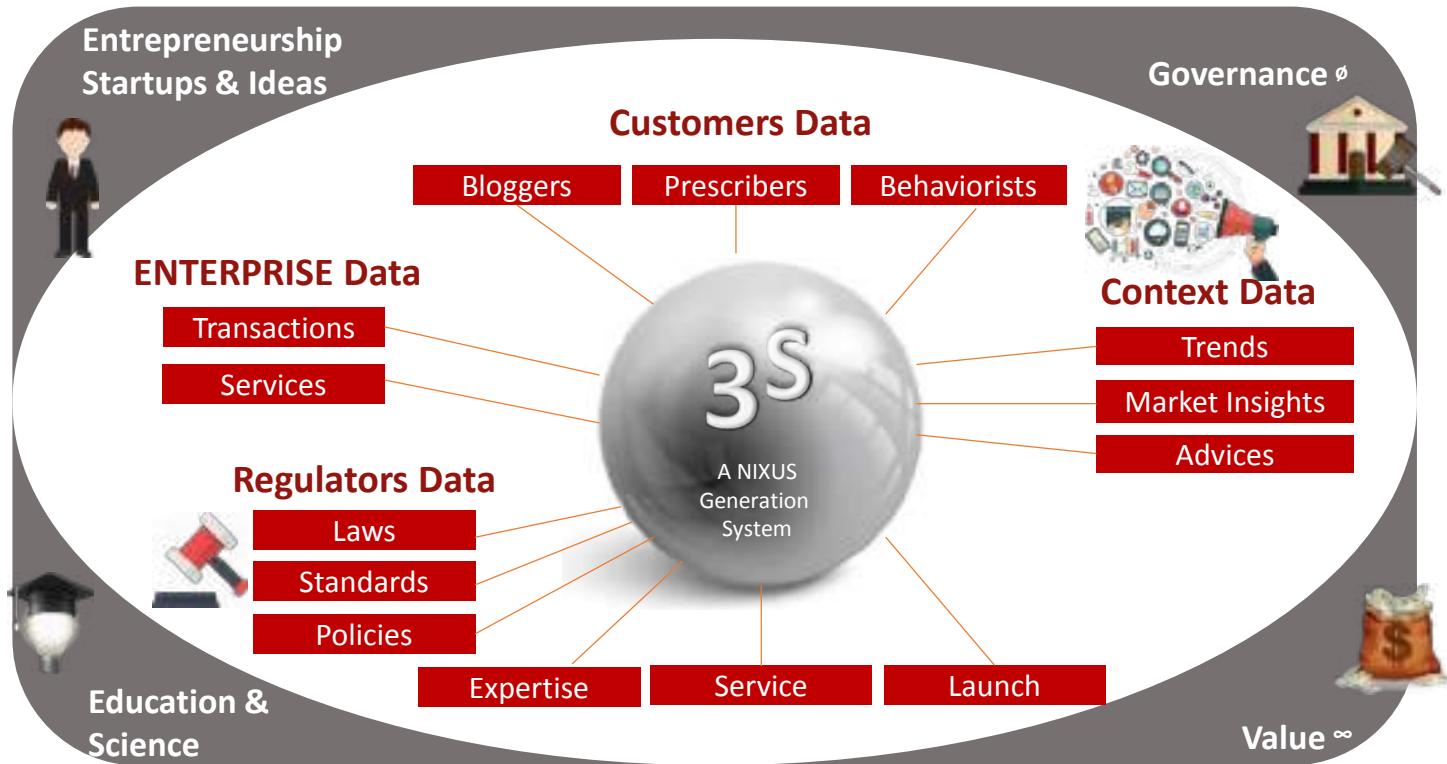 Entrepreneurship
Startups & Ideas
Governance ∅
Customers Data
Bloggers
Prescribers
Behaviorists
ENTERPRISE Data
Transactions
Services
Context Data
Trends
Market Insights
Advices
3S
A NIXUS
Generation
System
Regulators Data
Laws
Standards
Policies
Expertise
Service
Launch
Education &
Science
Value ∞
$